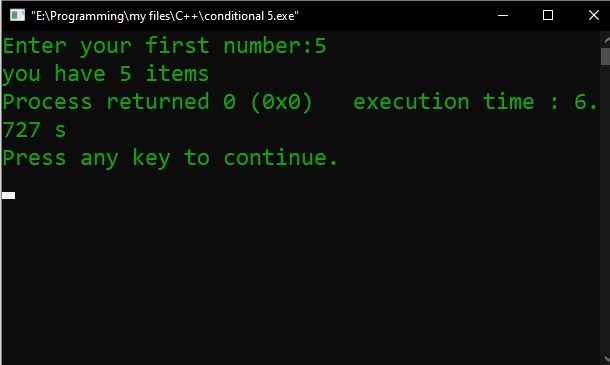 "E:\Programming\my files\C++\conditional 5.exe"
Enter your first number:5
you have 5 items
Process returned 0 (0x0)   execution time : 6.
727 s
Press any key to continue.